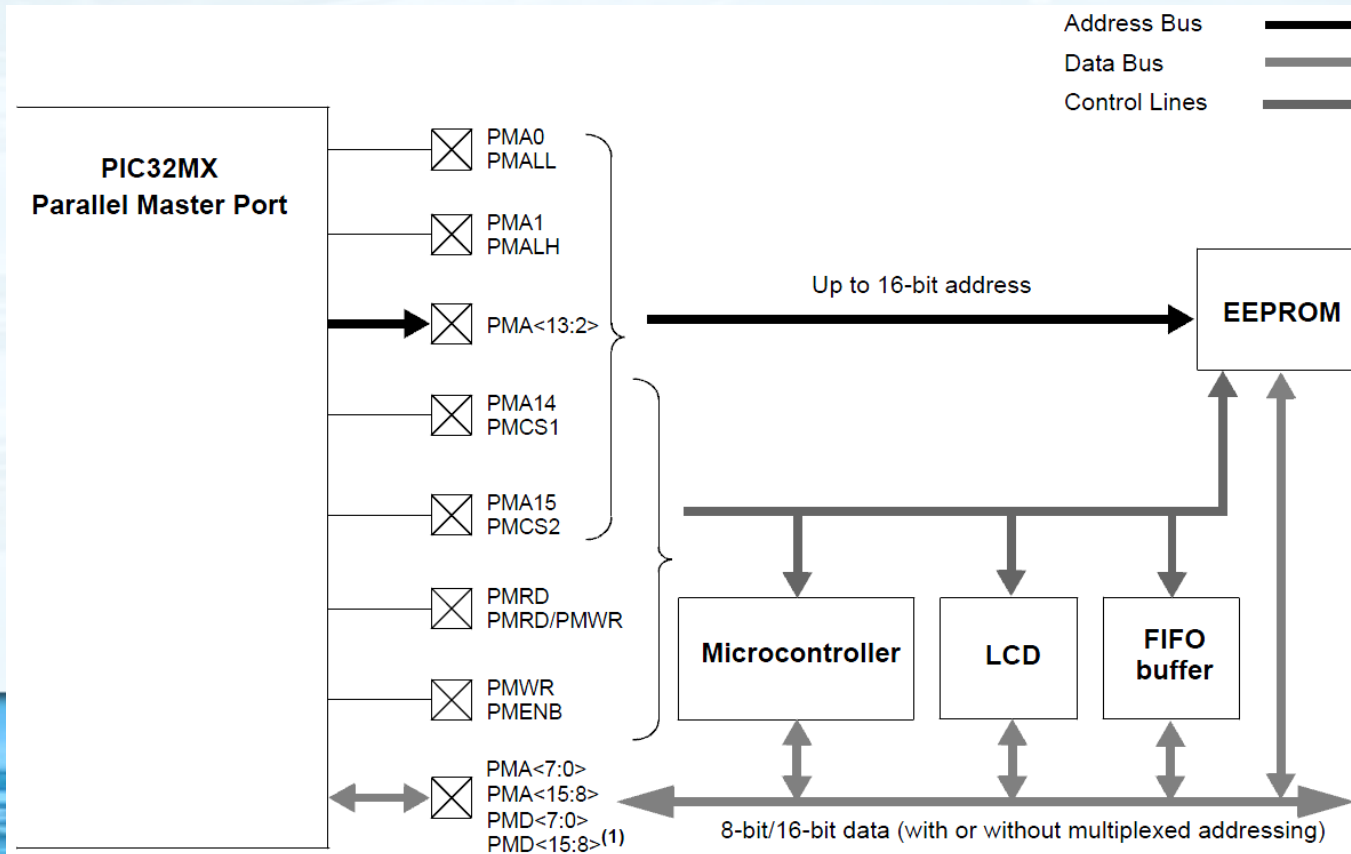 Address Bus
Data Bus
Control Lines
PIC32MX
Parallel Master Port
PMA0
PMALL
PMA1
PMALH
PMA<13:2>
PMA14
PMCS1
PMA15
PMCS2
PMRD
PMRD/PMWR
PMWR
PMENB
PMA<7:0>
PMA<15:8>
PMD<7:0>
PMD<15:8>(1)
Up to 16-bit address
EEPROM
Microcontroller
LCD
FIFO
buffer
8-bit/16-bit data (with or without multiplexed addressing)